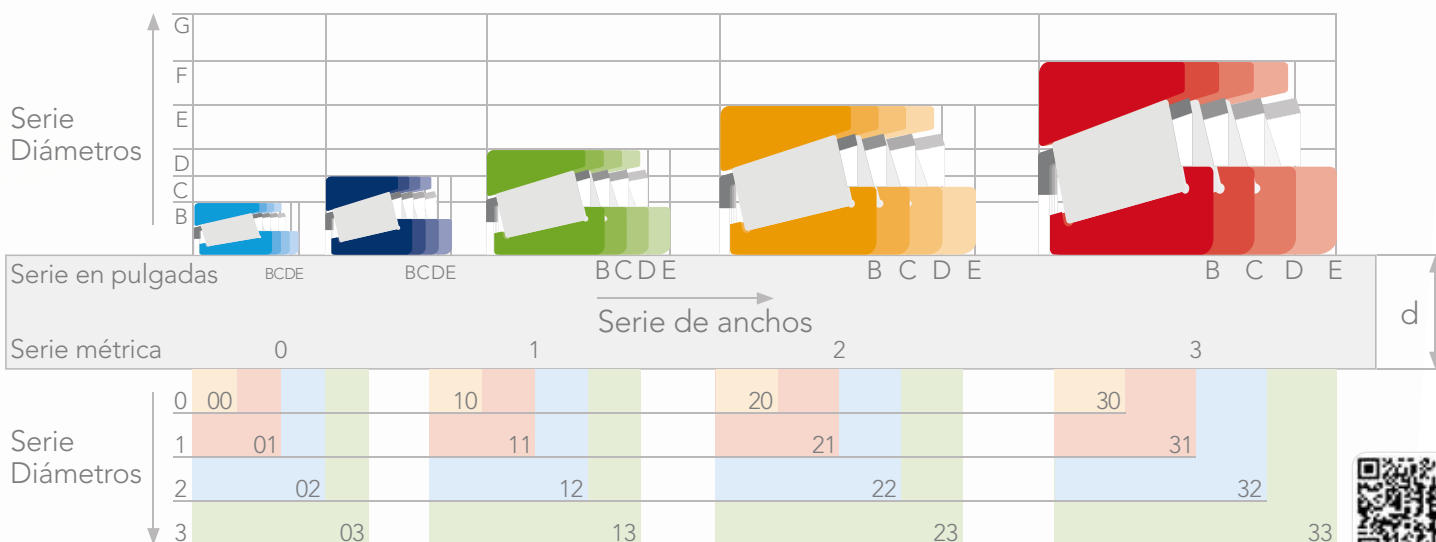 G
F
Serie
Diámetros
E
D
C
B
Serie en pulgadas
BCDE
BCDE
B C D E
B C D E
B C D E
Serie de anchos
d
Serie métrica
0
1
2
3
0
00
10
20
30
Serie
Diámetros
1
01
11
21
31
2
02
12
22
32
3
03
13
23
33